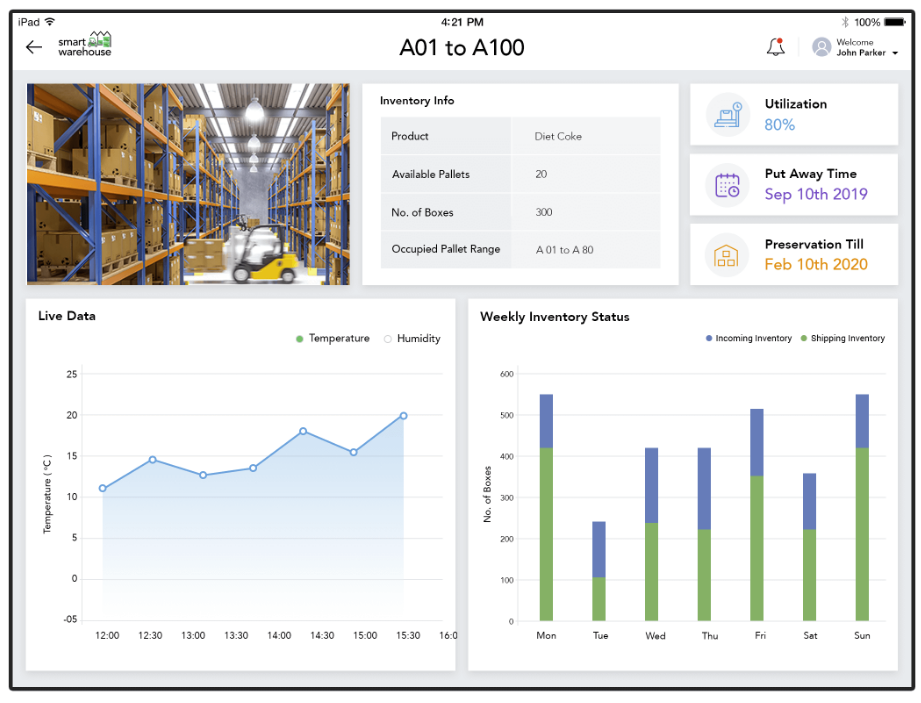 iPad
4:21 PM
100%
smart
warehouse
A01 to A100
Welcome
John Parker
Inventory Info
Product Diet Coke
Available Pallets 20
No. of Boxes 300
Occupied Pallet Range A 01 to A 80
Utilization
80%
Put Away Time
Sep 10th 2019
Preservation Till
Feb 10th 2020
Live Data
Temperature Humidity
25
20
15
10
5
0
-05
Temperature (°C)
12:00 12:30 13:00 13:30 14:00 14:30 15:00 15:30 16:0
Weekly Inventory Status
Incoming Inventory Shipping Inventory
600
500
400
300
200
100
0
No. of Boxes
Mon Tue Wed Thu Fri Sat Sun